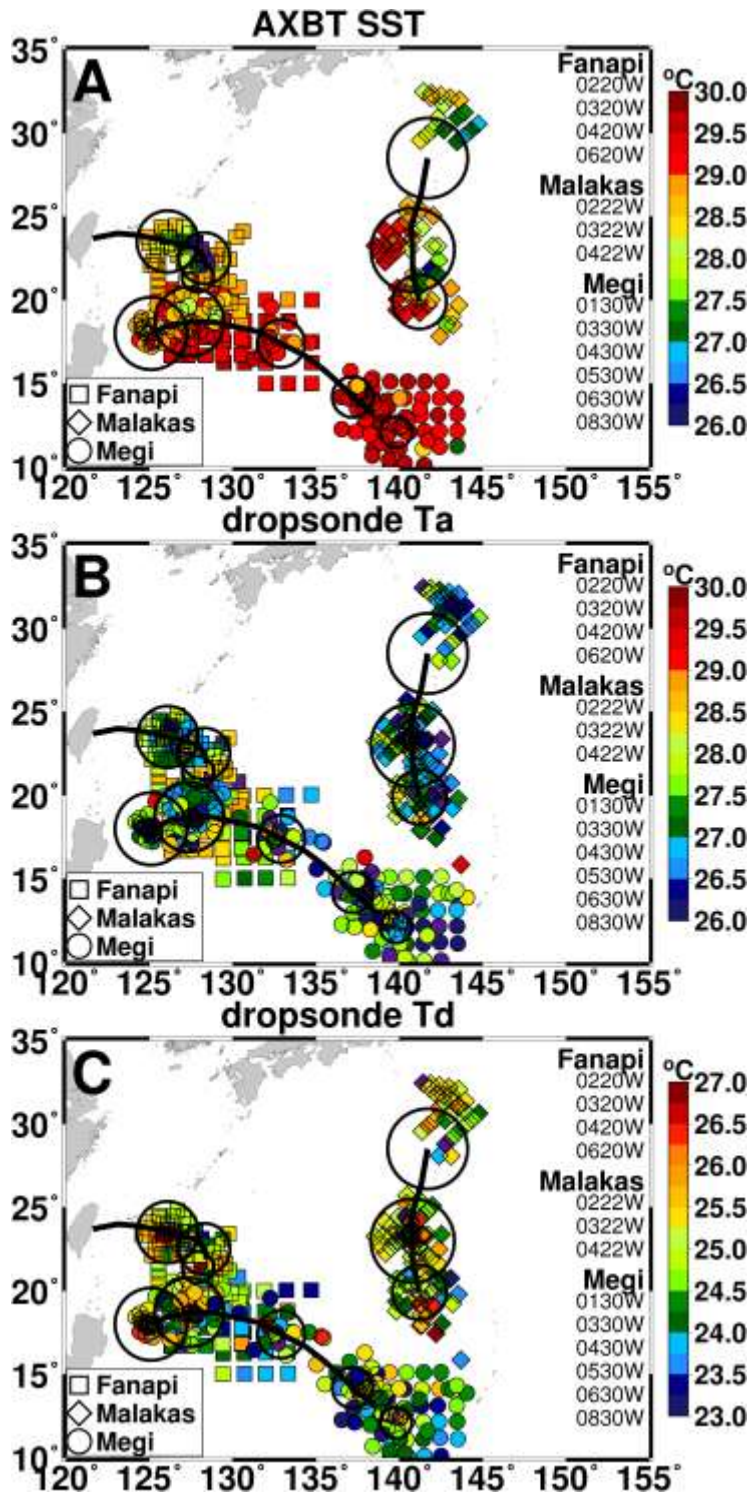 AXBT SST
A
35°
30°
25°
20°
15°
10°
Fanapi
0220W
0320W
0420W
0620W
Malakas
0222W
0322W
0422W
Megi
0130W
0330W
0430W
0530W
0630W
0830W
Fanapi
Malakas
Megi
120° 125° 130° 135° 140° 145° 150° 155°
°C
30.0
29.5
29.0
28.5
28.0
27.5
27.0
26.5
26.0
dropsonde Ta
B
35°
30°
25°
20°
15°
10°
Fanapi
0220W
0320W
0420W
0620W
Malakas
0222W
0322W
0422W
Megi
0130W
0330W
0430W
0530W
0630W
0830W
Fanapi
Malakas
Megi
120° 125° 130° 135° 140° 145° 150° 155°
°C
30.0
29.5
29.0
28.5
28.0
27.5
27.0
26.5
26.0
dropsonde Td
C
35°
30°
25°
20°
15°
10°
Fanapi
0220W
0320W
0420W
0620W
Malakas
0222W
0322W
0422W
Megi
0130W
0330W
0430W
0530W
0630W
0830W
Fanapi
Malakas
Megi
120° 125° 130° 135° 140° 145° 150° 155°
°C
27.0
26.5
26.0
25.5
25.0
24.5
24.0
23.5
23.0